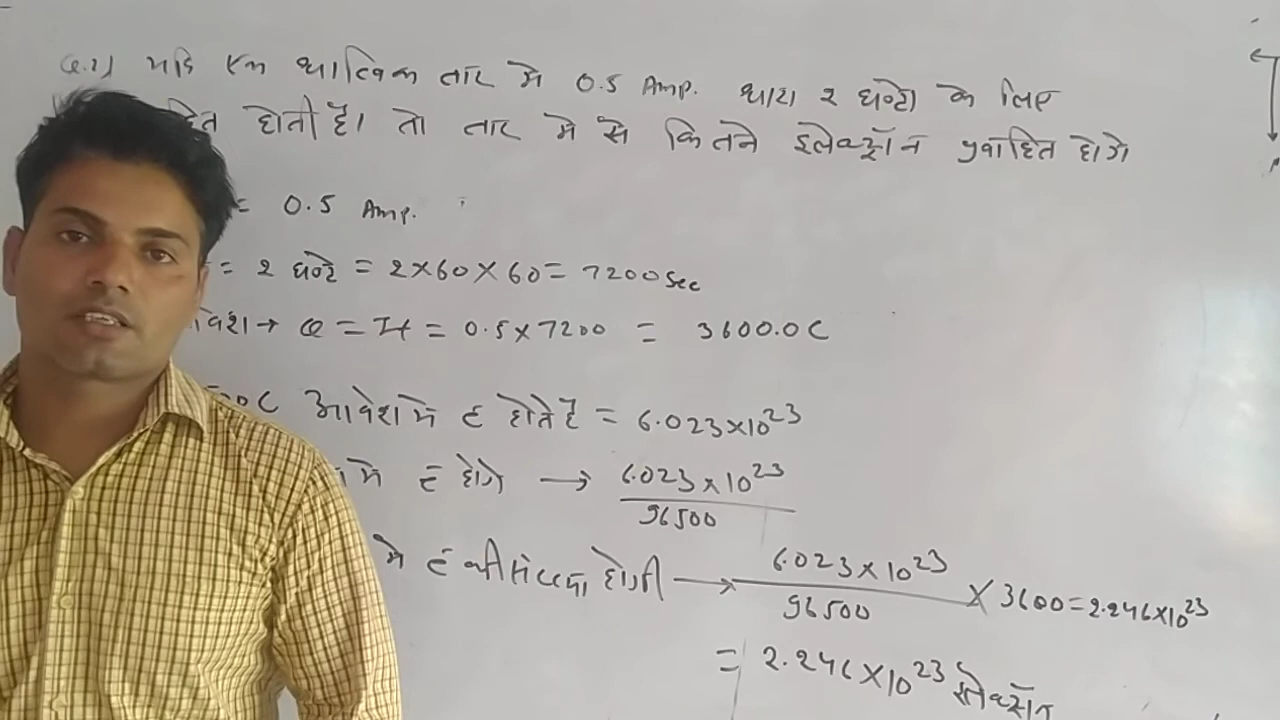 Q.2) यदि एक धात्विक तार मे 0.5 Amp. धारा 2 घण्टे के लिए
हित होती है। तो तार मे से कितने इलेक्ट्रॉन प्रवाहित होगे
= 0.5 Amp.
= 2 घण्टे = 2×60×60 = 7200 sec
वेश → Q = It = 0.5×7200 = 3600.0 C
C आवेश मे e⁻ होते है = 6.023×10²³
मे e⁻ होगे → 6.023×10²³ / 96500
मे e⁻ की संख्या होगी → 6.023×10²³ / 96500 × 3600 = 2.246×10²³
= 2.246×10²³ इलेक्ट्रॉन